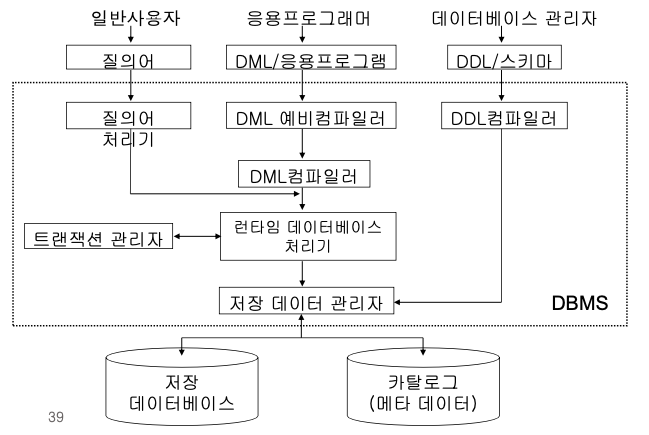 일반사용자
응용프로그래머
데이터베이스 관리자
질의어
DML/응용프로그램
DDL/스키마
질의어
처리기
DML 예비컴파일러
DDL컴파일러
DML컴파일러
트랜잭션 관리자
런타임 데이터베이스
처리기
저장 데이터 관리자
DBMS
저장
데이터베이스
카탈로그
(메타 데이터)
39